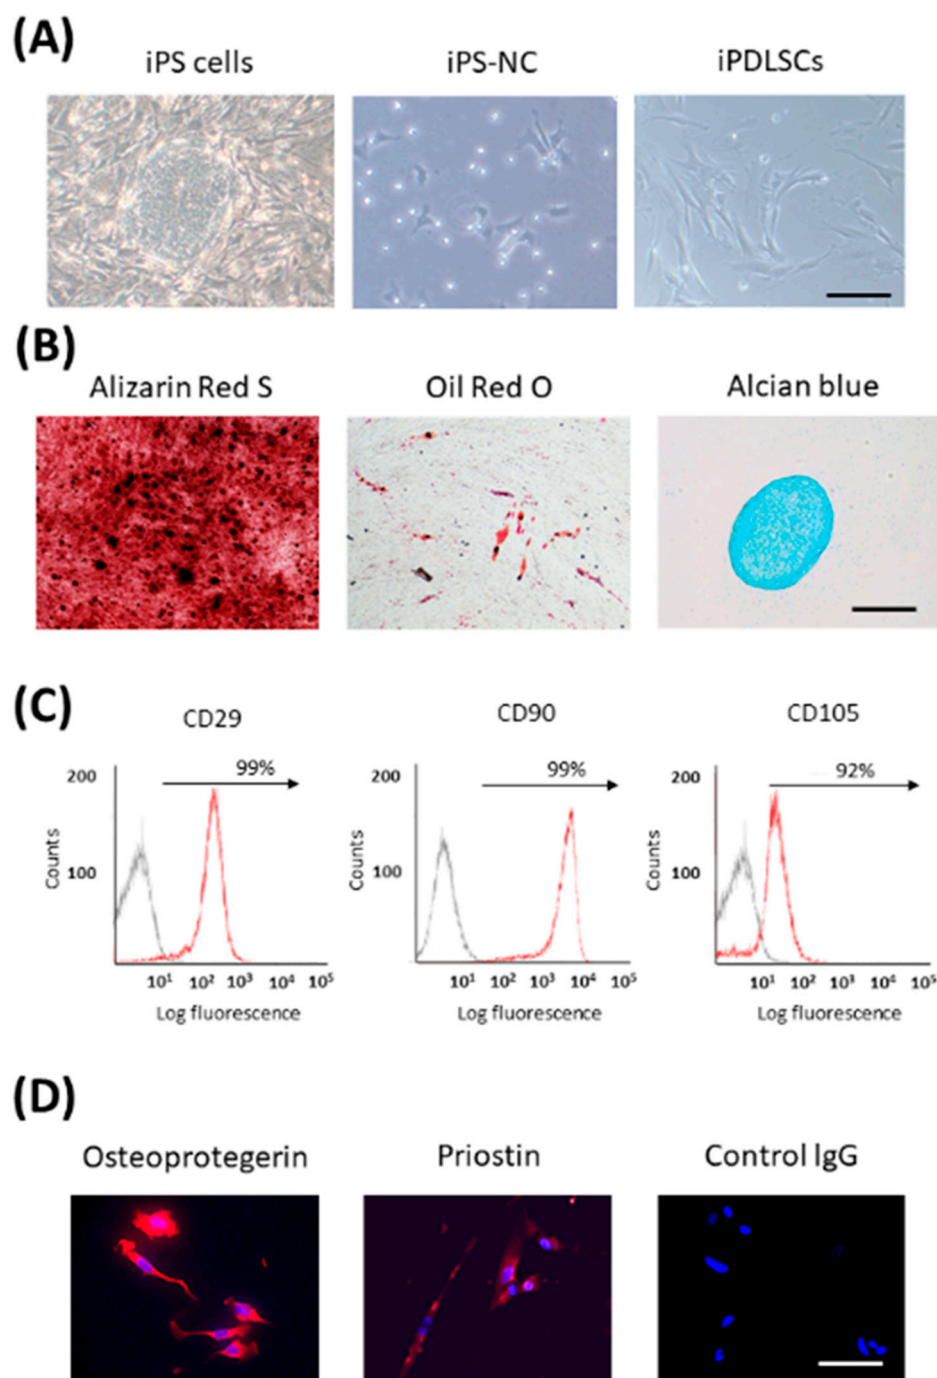 (A)
iPS cells iPS-NC iPDLSCs
(B)
Alizarin Red S Oil Red O Alcian blue
(C)
CD29 CD90 CD105
99% 99% 92%
200 200 200
Counts Counts Counts
100 100 100
10¹ 10² 10³ 10⁴ 10⁵ 10¹ 10² 10³ 10⁴ 10⁵ 10¹ 10² 10³ 10⁴ 10⁵
Log fluorescence Log fluorescence Log fluorescence
(D)
Osteoprotegerin Priostin Control IgG